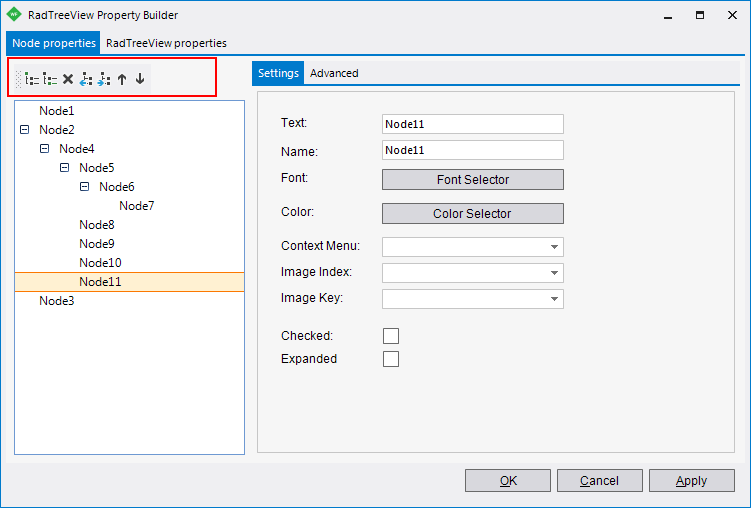 RadTreeView Property Builder
Node properties RadTreeView properties
Settings Advanced
Node1
Node2
Node4
Node5
Node6
Node7
Node8
Node9
Node10
Node11
Node3
Text: Node11
Name: Node11
Font: Font Selector
Color: Color Selector
Context Menu:
Image Index:
Image Key:
Checked:
Expanded
OK Cancel Apply